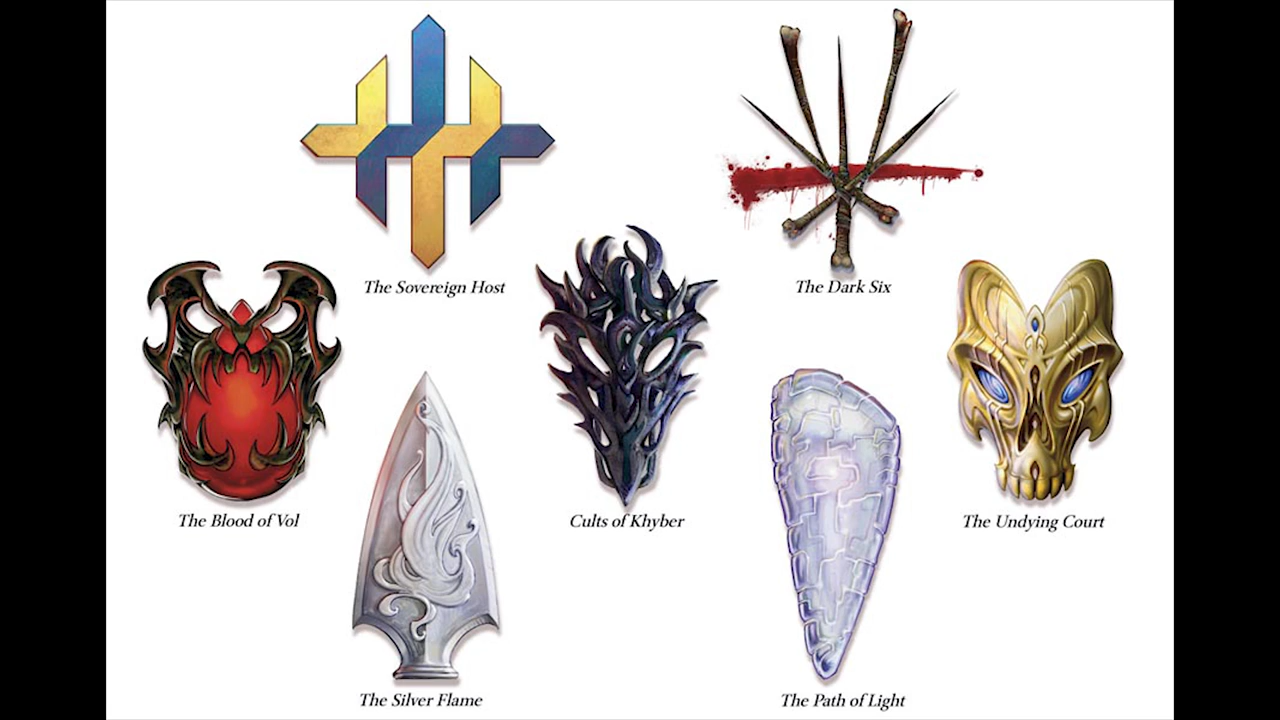 The Sovereign Host
The Dark Six
The Blood of Vol
Cults of Khyber
The Undying Court
The Silver Flame
The Path of Light